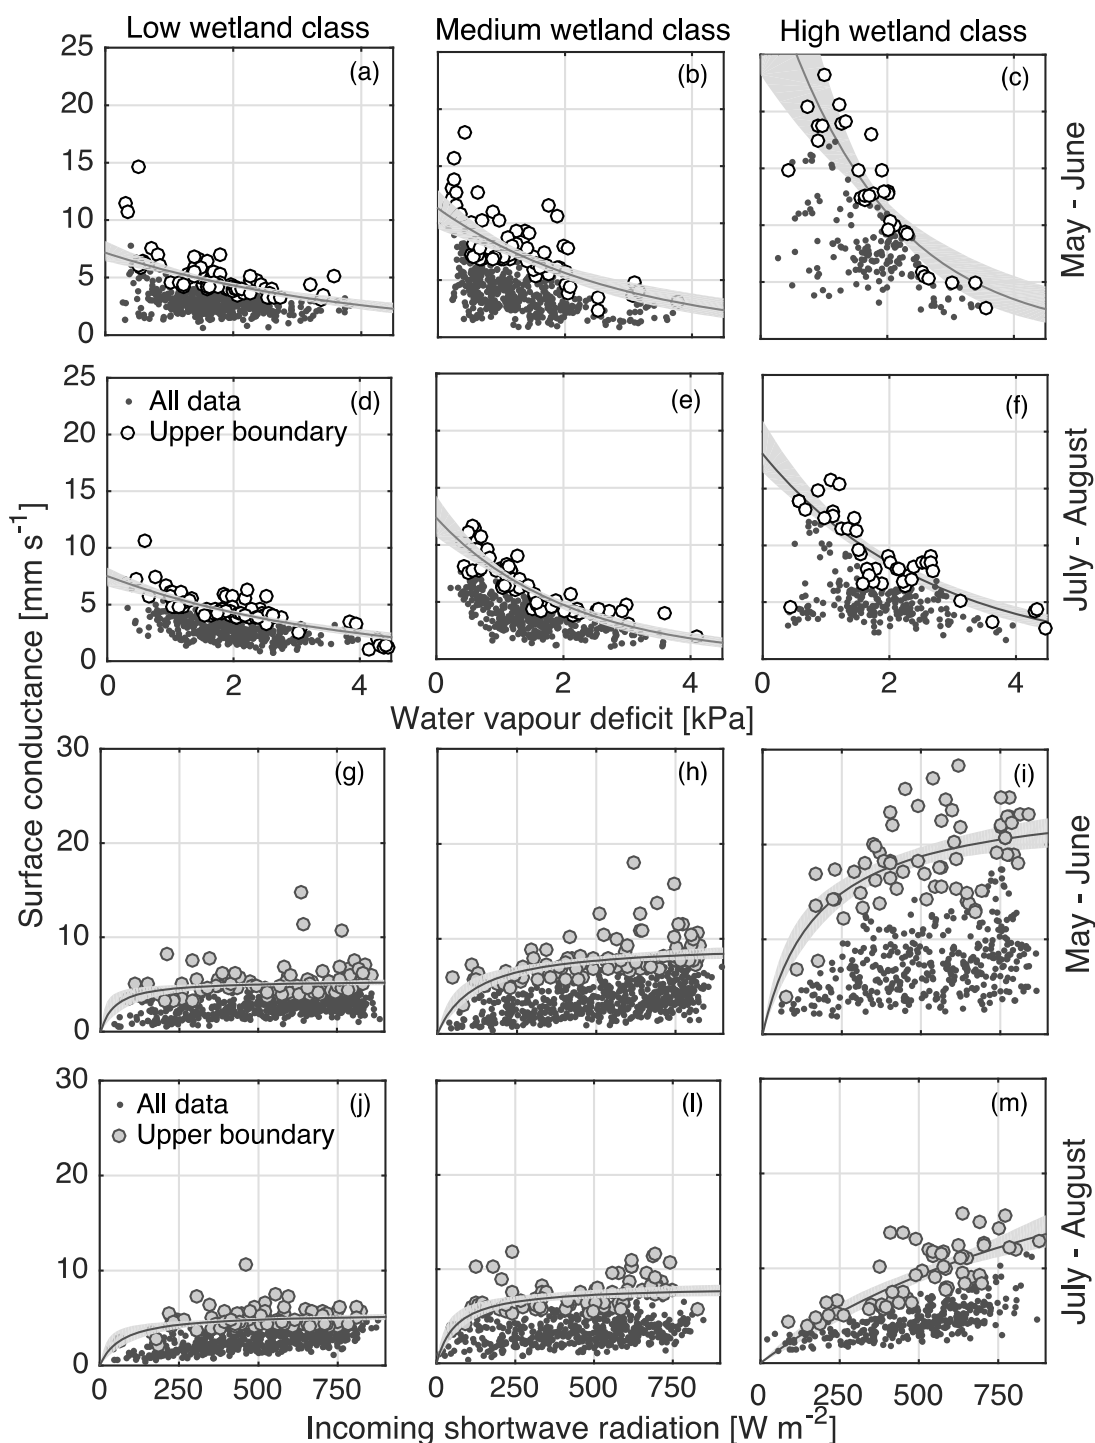 Low wetland class Medium wetland class High wetland class
25 (a) (b) (c)
20
15
10
5
0
May - June
25 (d) (e) (f)
All data
Upper boundary
20
15
10
5
0
0 2 4 0 2 4 0 2 4
July - August
Water vapour deficit [kPa]
Surface conductance [mm s⁻¹]
30 (g) (h) (i)
20
10
0
May - June
30 (j) (l) (m)
All data
Upper boundary
20
10
0
0 250 500 750 0 250 500 750 0 250 500 750
July - August
Incoming shortwave radiation [W m⁻²]